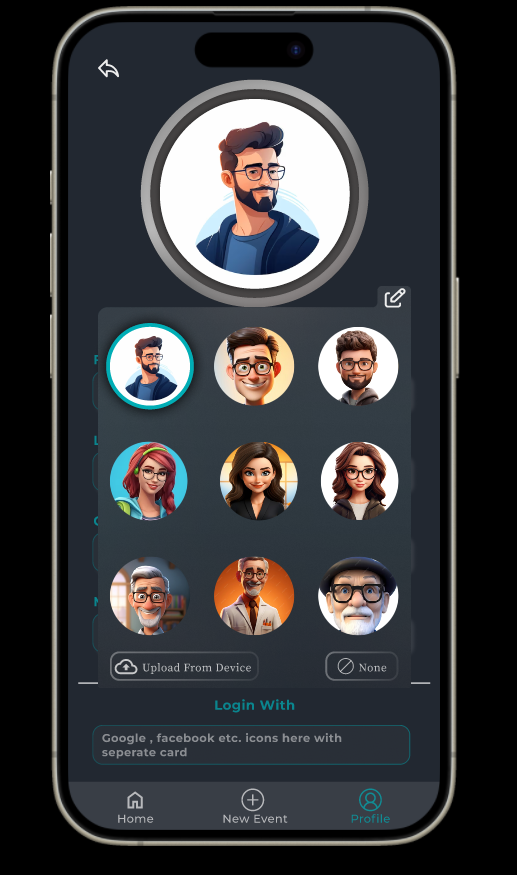 F
L
C
N
Upload From Device
None
Login With
Google , facebook etc. icons here with
seperate card
Home
New Event
Profile